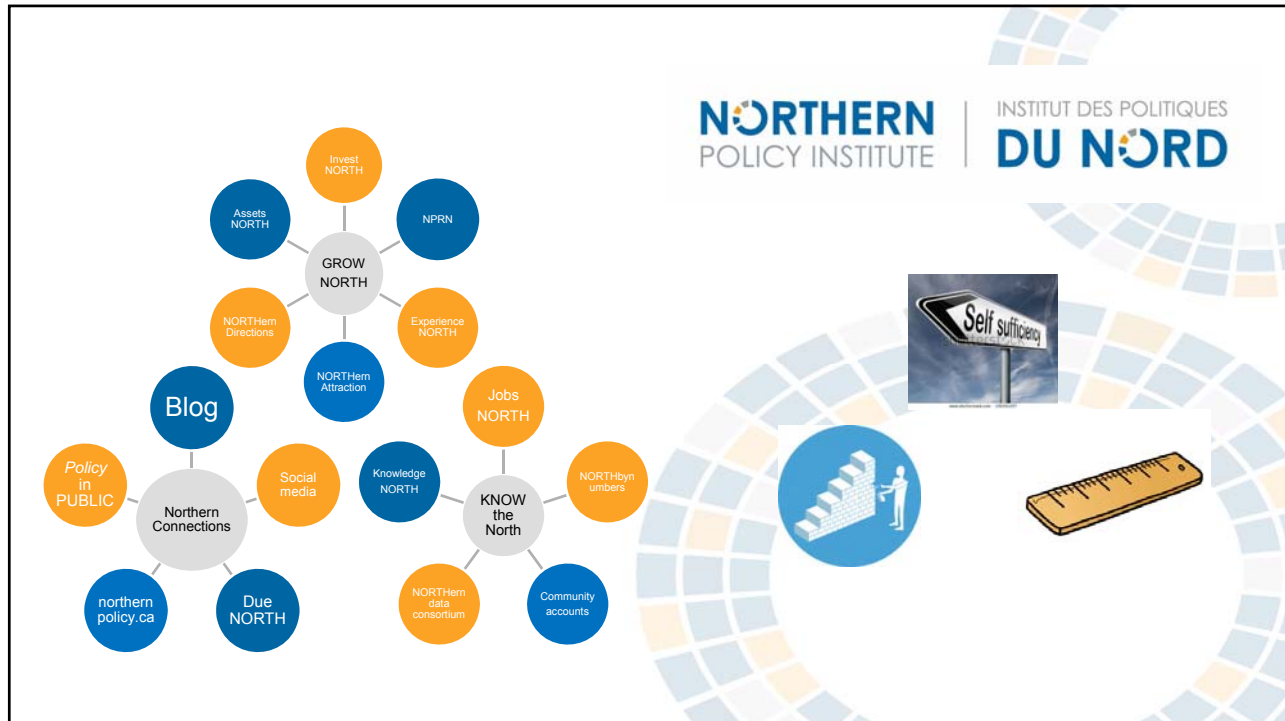 NORTHERN
POLICY INSTITUTE
INSTITUT DES POLITIQUES
DU NORD
Invest
NORTH
Assets
NORTH
NPRN
GROW
NORTH
NORTHern
Directions
Experience
NORTH
NORTHern
Attraction
Blog
Policy
in
PUBLIC
Social
media
Northern
Connections
northern
policy.ca
Due
NORTH
Jobs
NORTH
Knowledge
NORTH
NORTHbyn
umbers
KNOW
the
North
NORTHern
data
consortium
Community
accounts
Self sufficiency